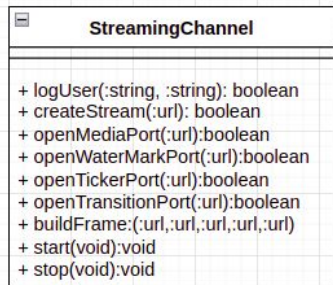 StreamingChannel
+ logUser(:string, :string): boolean
+ createStream(:url): boolean
+ openMediaPort(:url):boolean
+ openWaterMarkPort(:url):boolean
+ openTickerPort(:url):boolean
+ openTransitionPort(:url):boolean
+ buildFrame:(:url,:url,:url,:url,:url)
+ start(void):void
+ stop(void):void